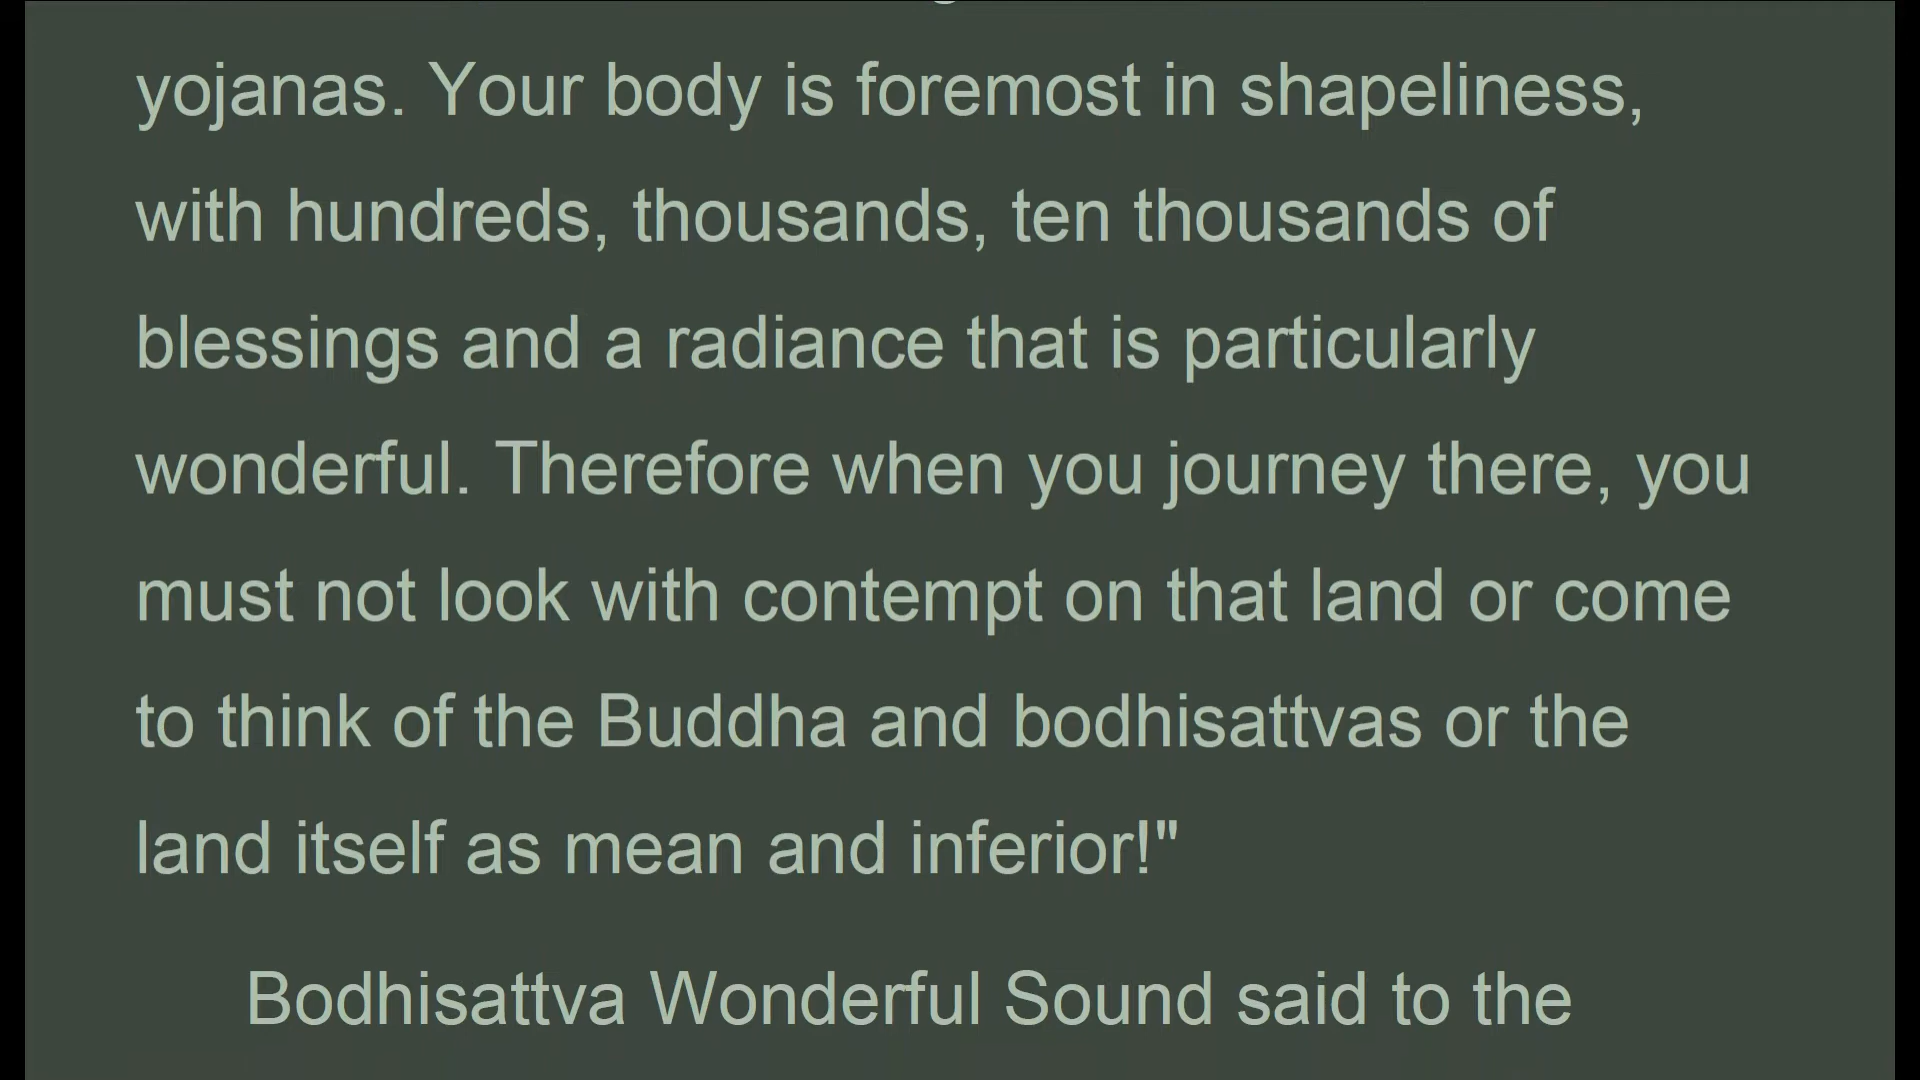 yojanas. Your body is foremost in shapeliness,
with hundreds, thousands, ten thousands of
blessings and a radiance that is particularly
wonderful. Therefore when you journey there, you
must not look with contempt on that land or come
to think of the Buddha and bodhisattvas or the
land itself as mean and inferior!"
Bodhisattva Wonderful Sound said to the